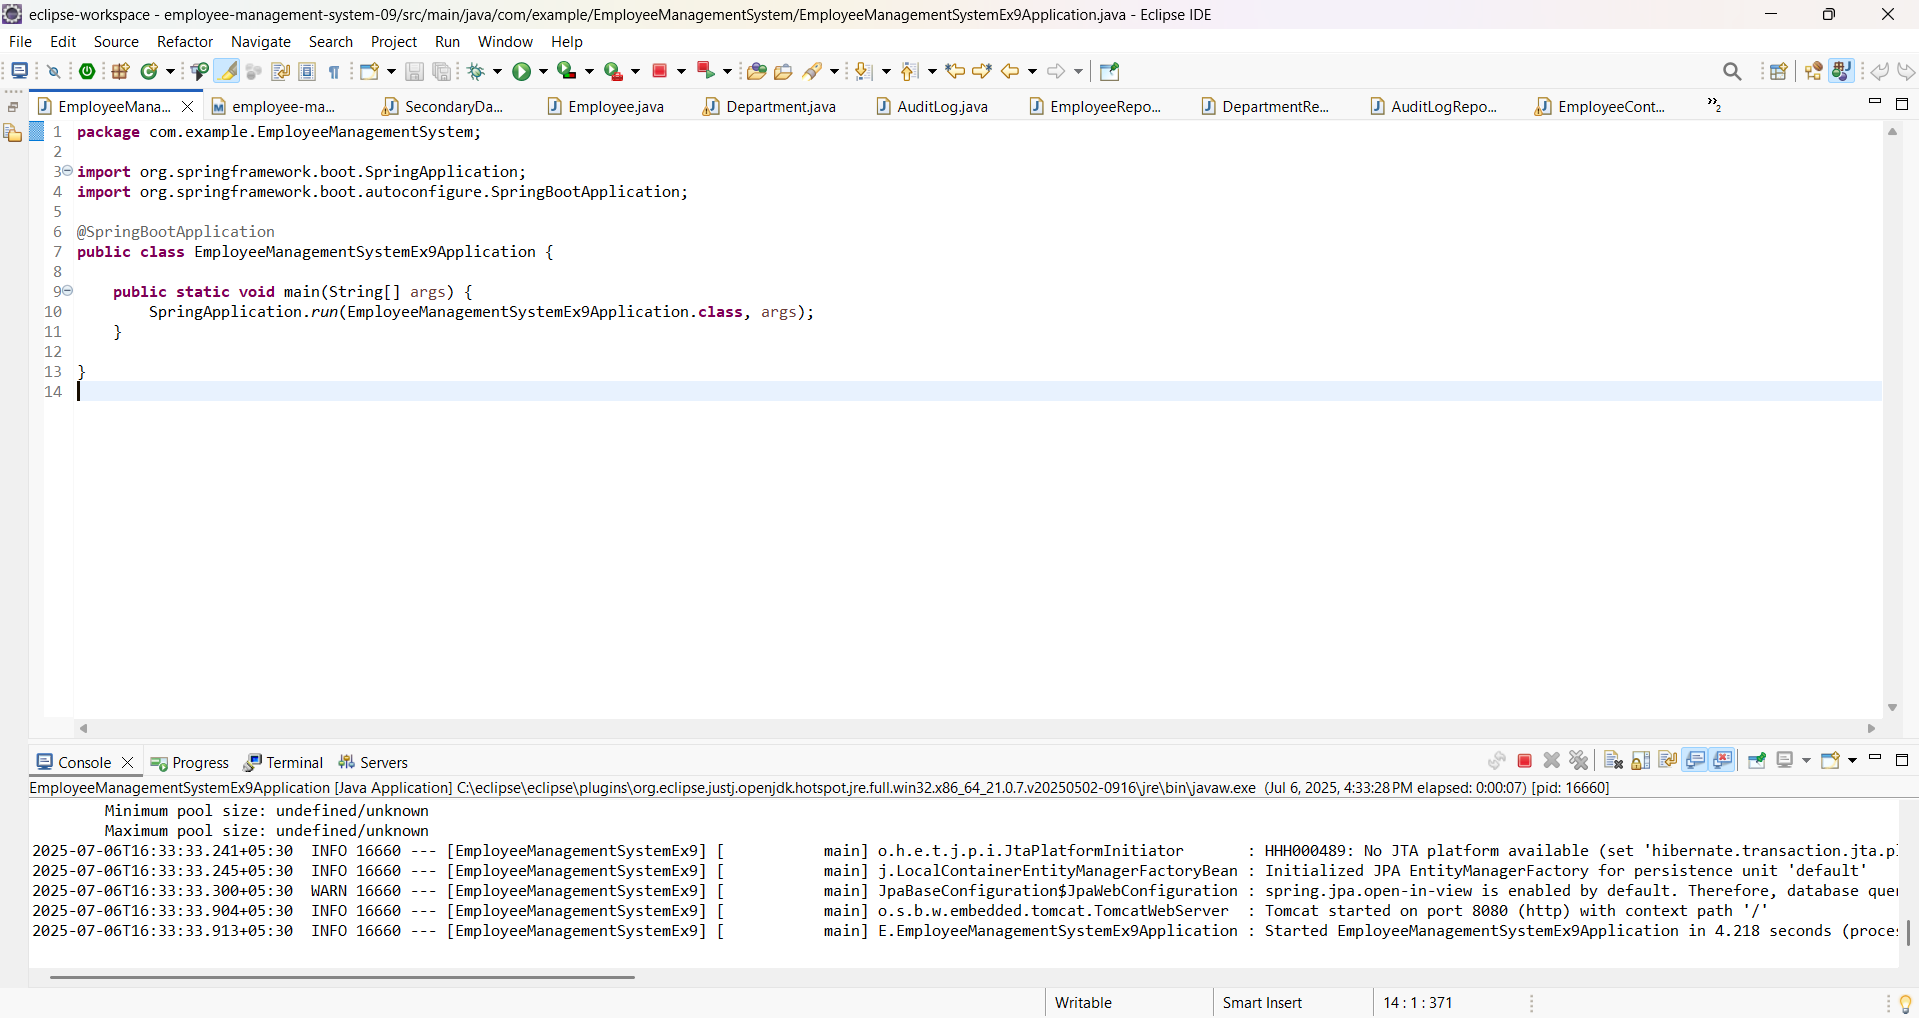 eclipse-workspace - employee-management-system-09/src/main/java/com/example/EmployeeManagementSystem/EmployeeManagementSystemEx9Application.java - Eclipse IDE
File Edit Source Refactor Navigate Search Project Run Window Help
EmployeeMana... employee-ma... SecondaryDa... Employee.java Department.java AuditLog.java EmployeeRepo... DepartmentRe... AuditLogRepo... EmployeeCont... »2
1 package com.example.EmployeeManagementSystem;
2
3 import org.springframework.boot.SpringApplication;
4 import org.springframework.boot.autoconfigure.SpringBootApplication;
5
6 @SpringBootApplication
7 public class EmployeeManagementSystemEx9Application {
8
9 public static void main(String[] args) {
10 SpringApplication.run(EmployeeManagementSystemEx9Application.class, args);
11 }
12
13 }
14
Console Progress Terminal Servers
EmployeeManagementSystemEx9Application [Java Application] C:\eclipse\eclipse\plugins\org.eclipse.justj.openjdk.hotspot.jre.full.win32.x86_64_21.0.7.v20250502-0916\jre\bin\javaw.exe (Jul 6, 2025, 4:33:28 PM elapsed: 0:00:07) [pid: 16660]
Minimum pool size: undefined/unknown
Maximum pool size: undefined/unknown
2025-07-06T16:33:33.241+05:30 INFO 16660 --- [EmployeeManagementSystemEx9] [ main] o.h.e.t.j.p.i.JtaPlatformInitiator : HHH000489: No JTA platform available (set 'hibernate.transaction.jta.pl
2025-07-06T16:33:33.245+05:30 INFO 16660 --- [EmployeeManagementSystemEx9] [ main] j.LocalContainerEntityManagerFactoryBean : Initialized JPA EntityManagerFactory for persistence unit 'default'
2025-07-06T16:33:33.300+05:30 WARN 16660 --- [EmployeeManagementSystemEx9] [ main] JpaBaseConfiguration$JpaWebConfiguration : spring.jpa.open-in-view is enabled by default. Therefore, database quer
2025-07-06T16:33:33.904+05:30 INFO 16660 --- [EmployeeManagementSystemEx9] [ main] o.s.b.w.embedded.tomcat.TomcatWebServer : Tomcat started on port 8080 (http) with context path '/'
2025-07-06T16:33:33.913+05:30 INFO 16660 --- [EmployeeManagementSystemEx9] [ main] E.EmployeeManagementSystemEx9Application : Started EmployeeManagementSystemEx9Application in 4.218 seconds (proces
Writable Smart Insert 14 : 1 : 371